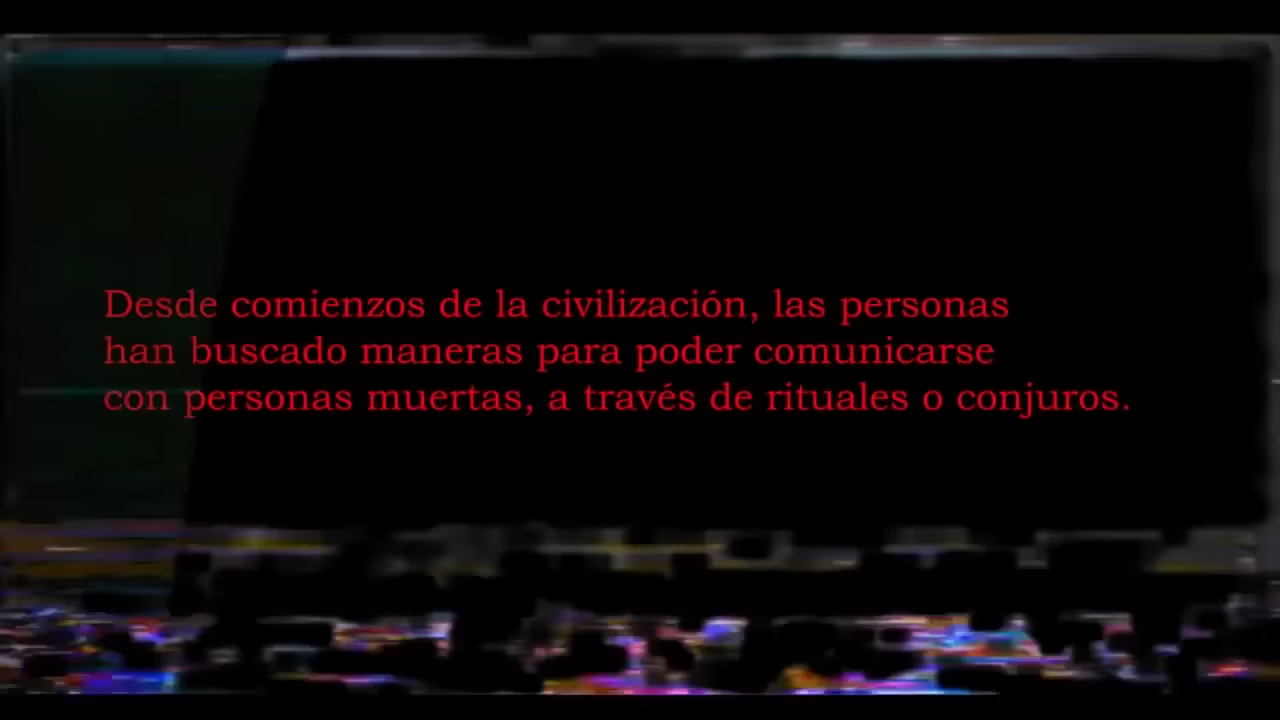 Desde comienzos de la civilización, las personas
han buscado maneras para poder comunicarse
con personas muertas, a través de rituales o conjuros.